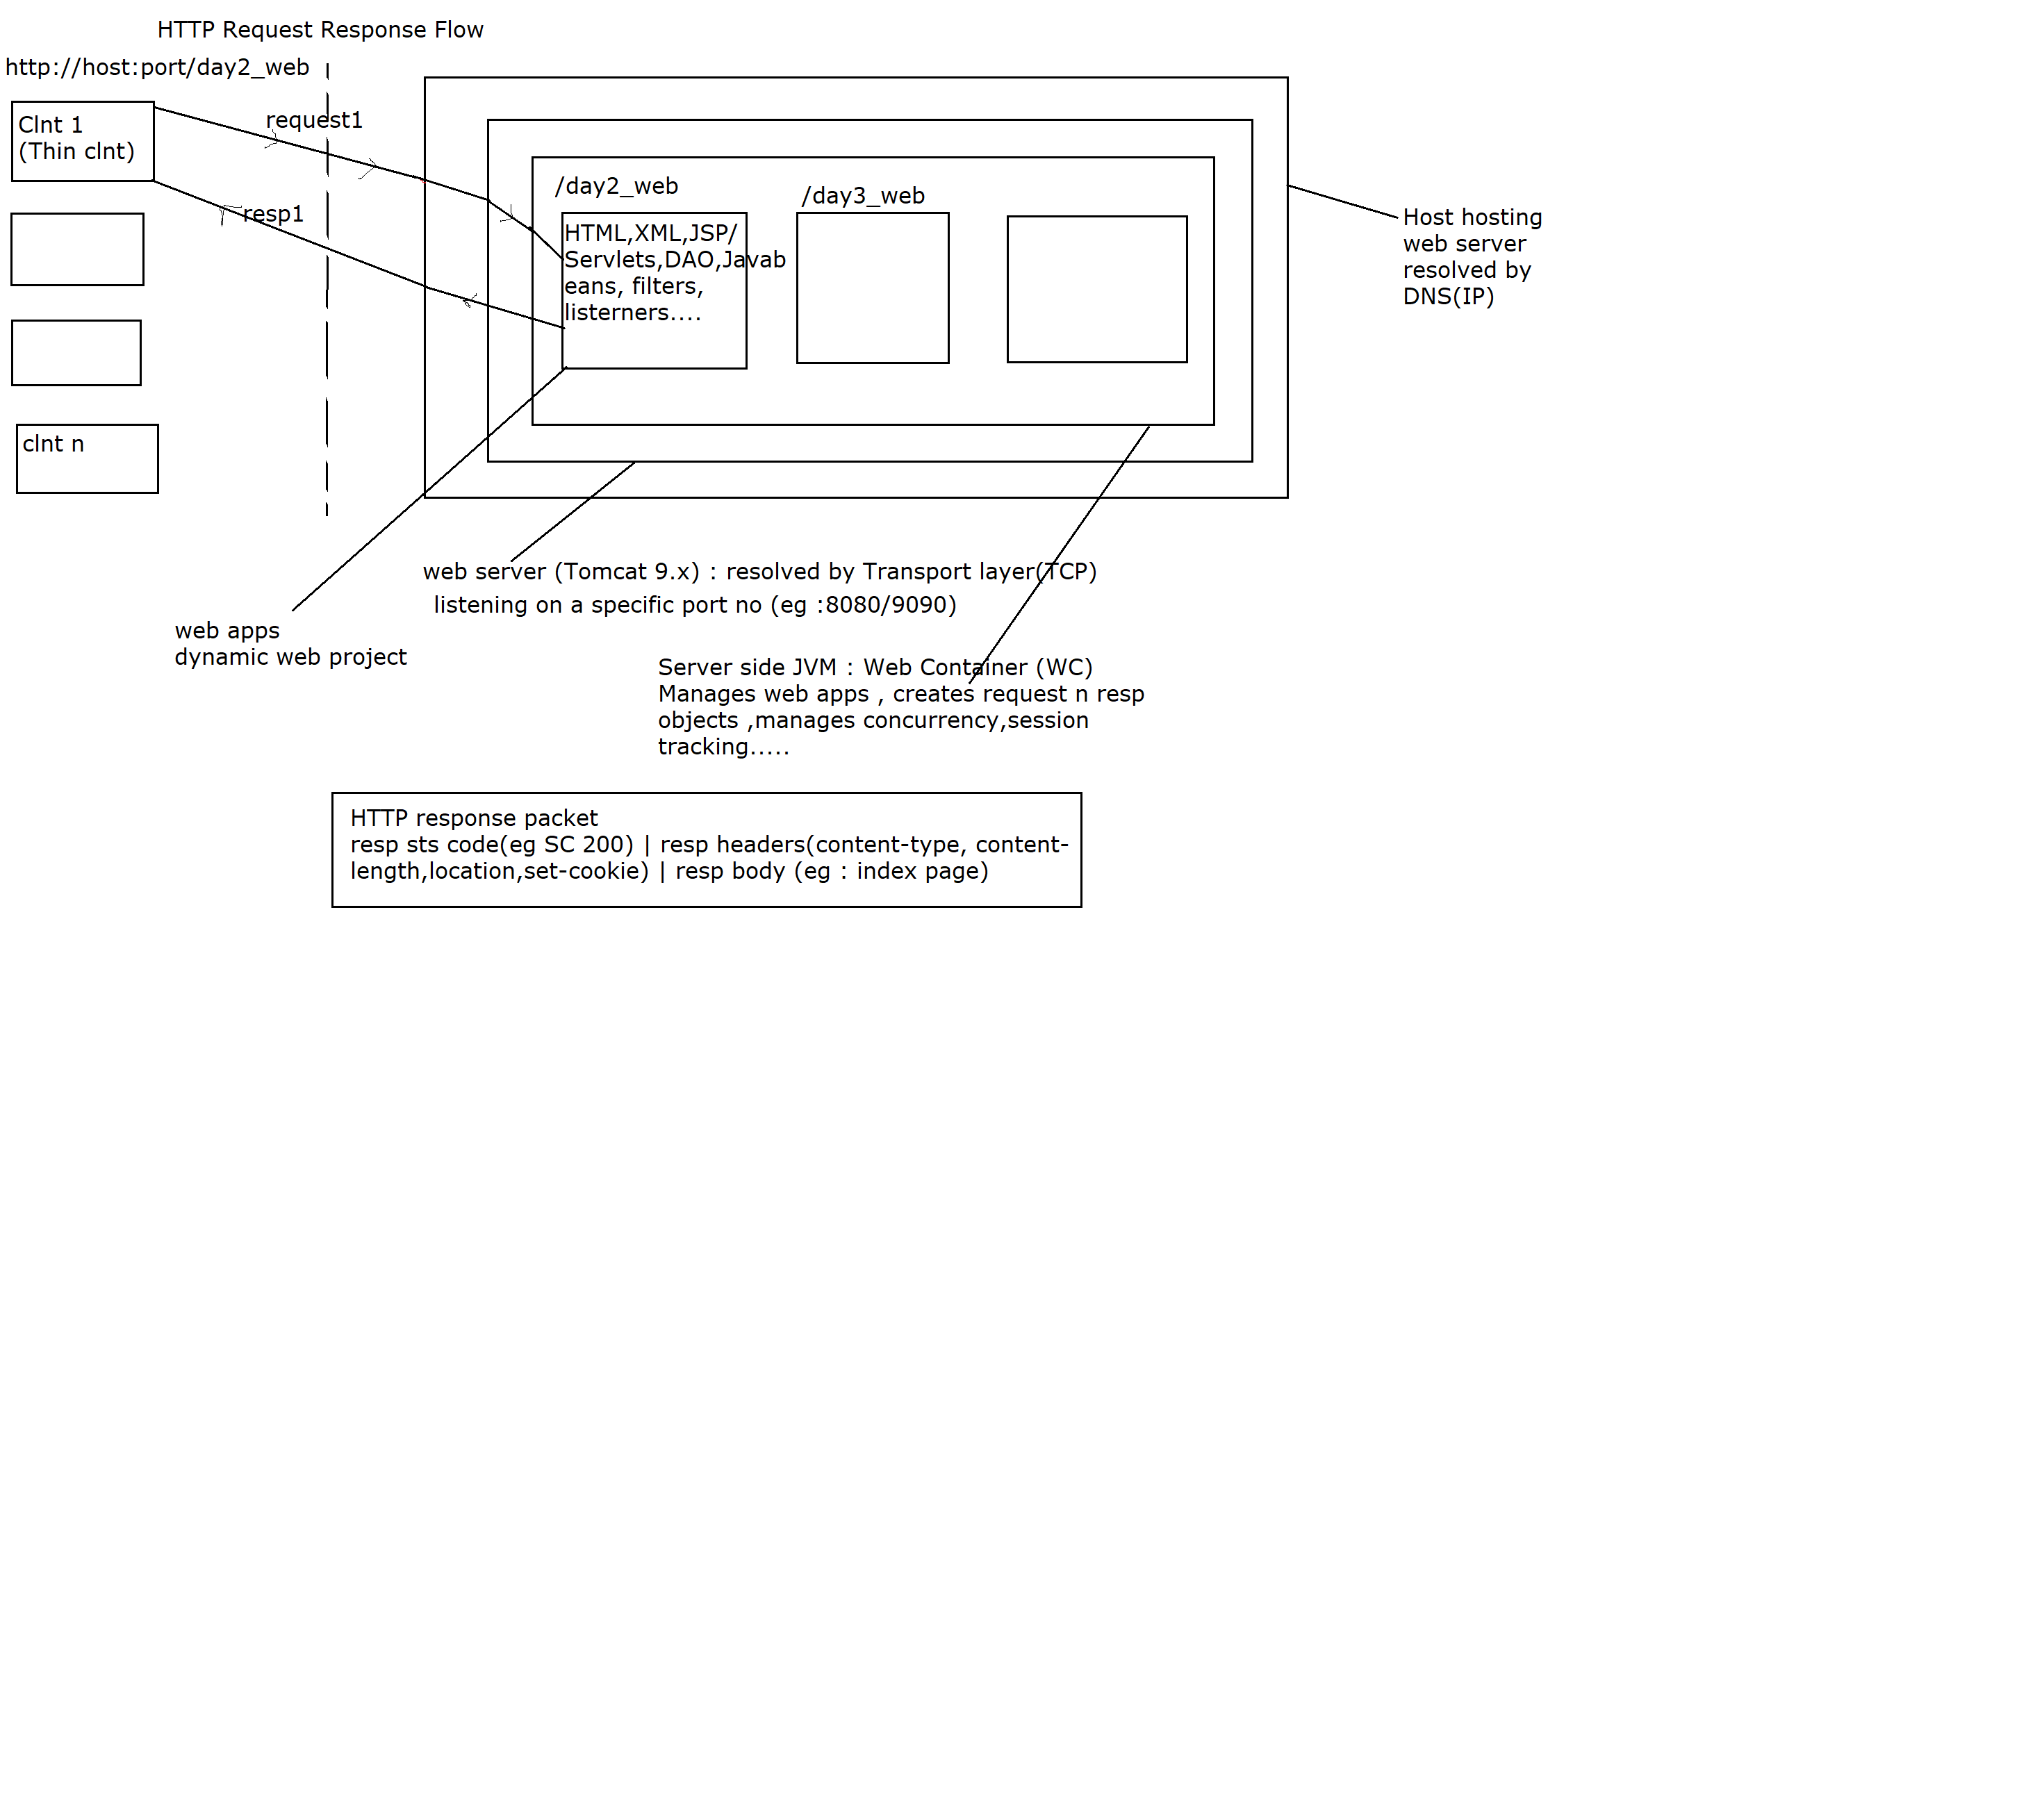 HTTP Request Response Flow
http://host:port/day2_web
Clnt 1
(Thin clnt)
request1
resp1
clnt n
/day2_web
HTML,XML,JSP/
Servlets,DAO,Javab
eans, filters,
listerners....
/day3_web
Host hosting
web server
resolved by
DNS(IP)
web server (Tomcat 9.x) : resolved by Transport layer(TCP)
listening on a specific port no (eg :8080/9090)
web apps
dynamic web project
Server side JVM : Web Container (WC)
Manages web apps , creates request n resp
objects ,manages concurrency,session
tracking.....
HTTP response packet
resp sts code(eg SC 200) | resp headers(content-type, content-
length,location,set-cookie) | resp body (eg : index page)